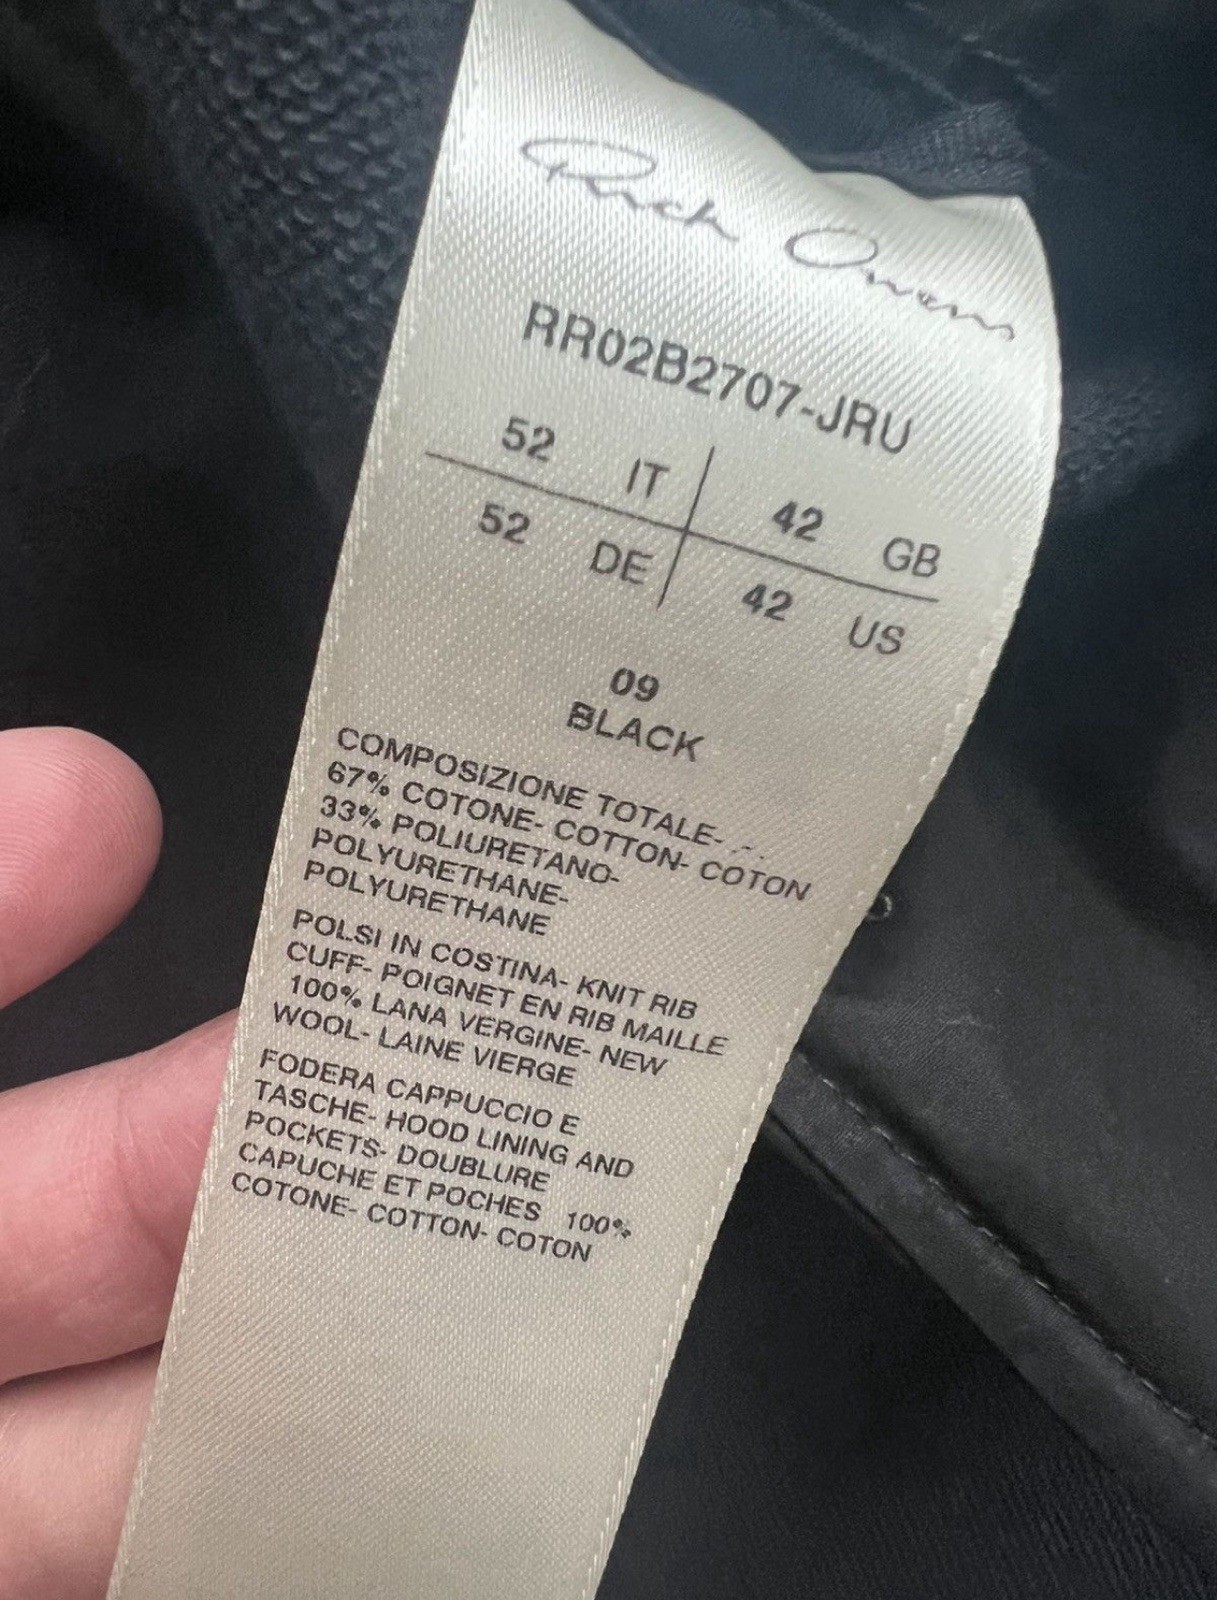 Rick Owens
RR02B2707-JRU
52 IT 42 GB
52 DE 42 US
09
BLACK
COMPOSIZIONE TOTALE-
67% COTONE- COTTON- COTON
33% POLIURETANO-
POLYURETHANE-
POLYURETHANE
POLSI IN COSTINA- KNIT RIB
CUFF- POIGNET EN RIB MAILLE
100% LANA VERGINE- NEW
WOOL- LAINE VIERGE
FODERA CAPPUCCIO E
TASCHE- HOOD LINING AND
POCKETS- DOUBLURE
CAPUCHE ET POCHES 100%
COTONE- COTTON- COTON